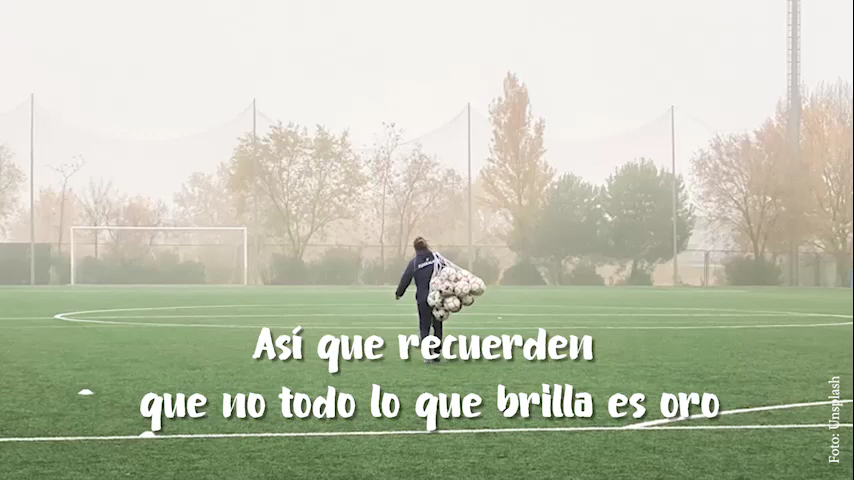 Así que recuerden
que no todo lo que brilla es oro
Foto: Unsplash